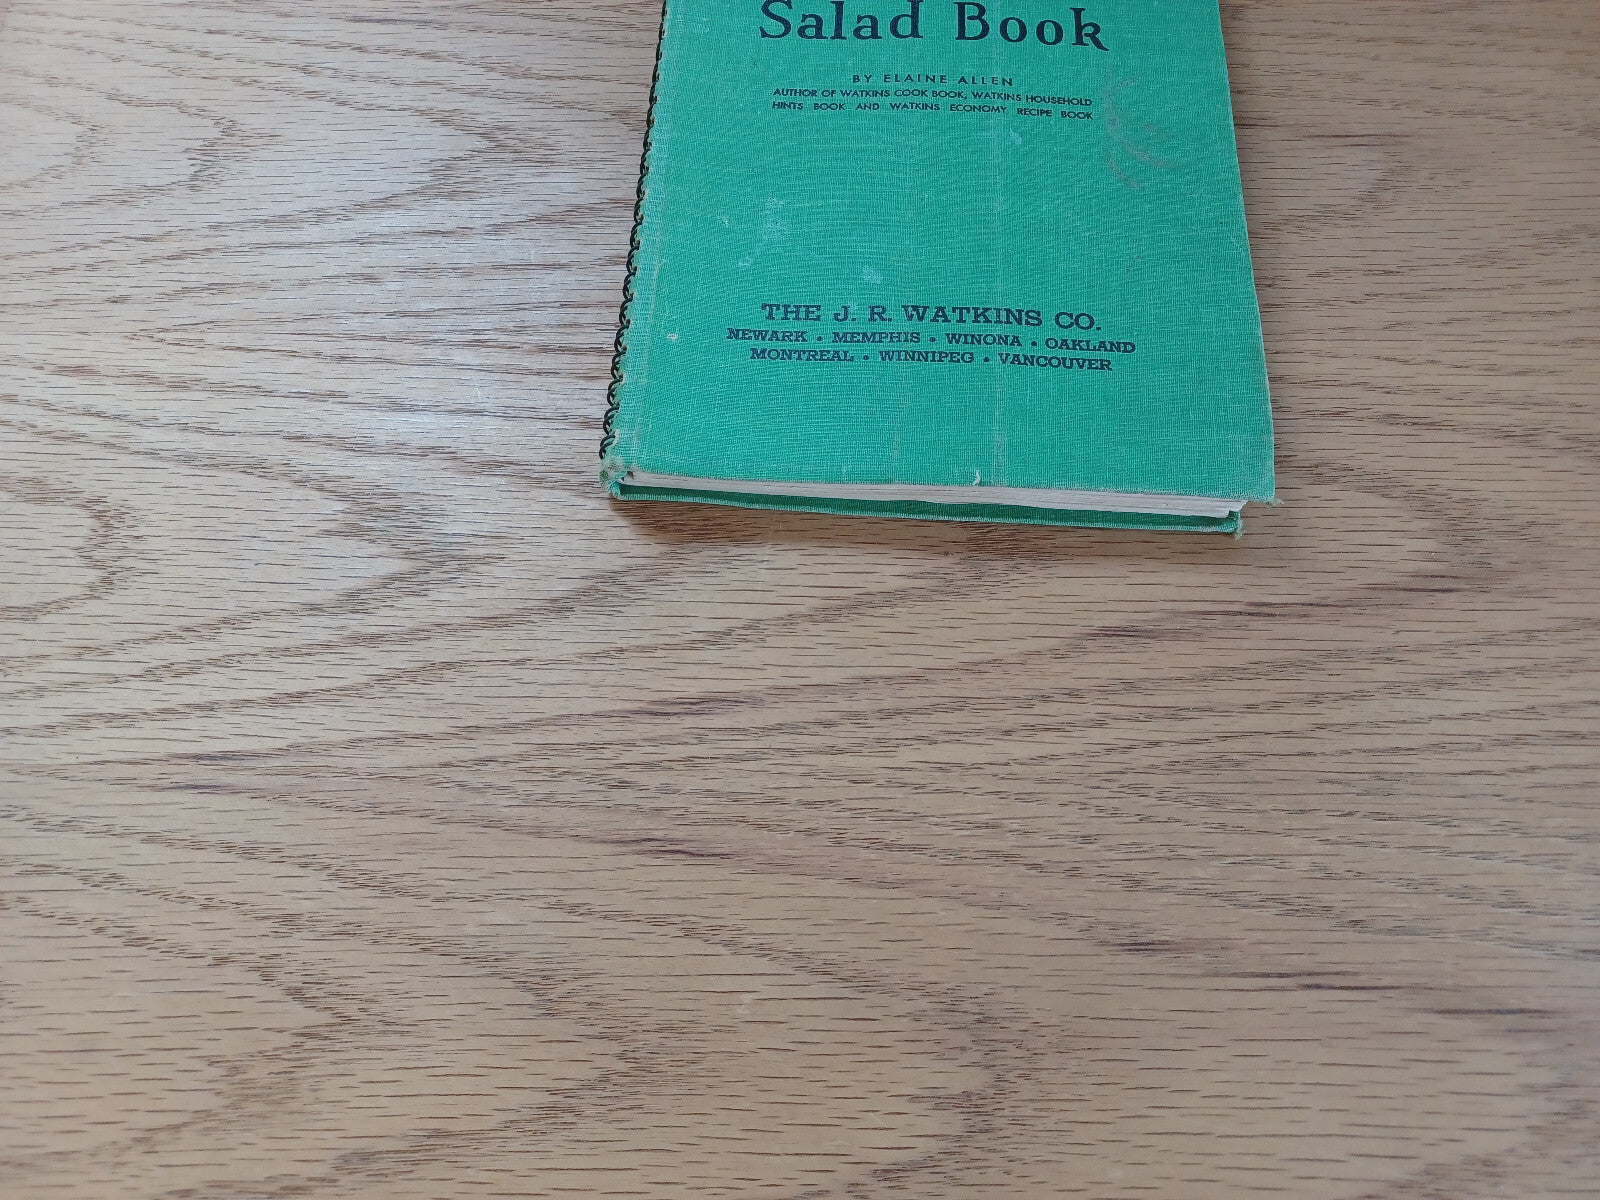 Salad Book
BY ELAINE ALLEN
AUTHOR OF WATKINS COOK BOOK, WATKINS HOUSEHOLD
HINTS BOOK AND WATKINS ECONOMY RECIPE BOOK
THE J. R. WATKINS CO.
NEWARK • MEMPHIS • WINONA • OAKLAND
MONTREAL • WINNIPEG • VANCOUVER